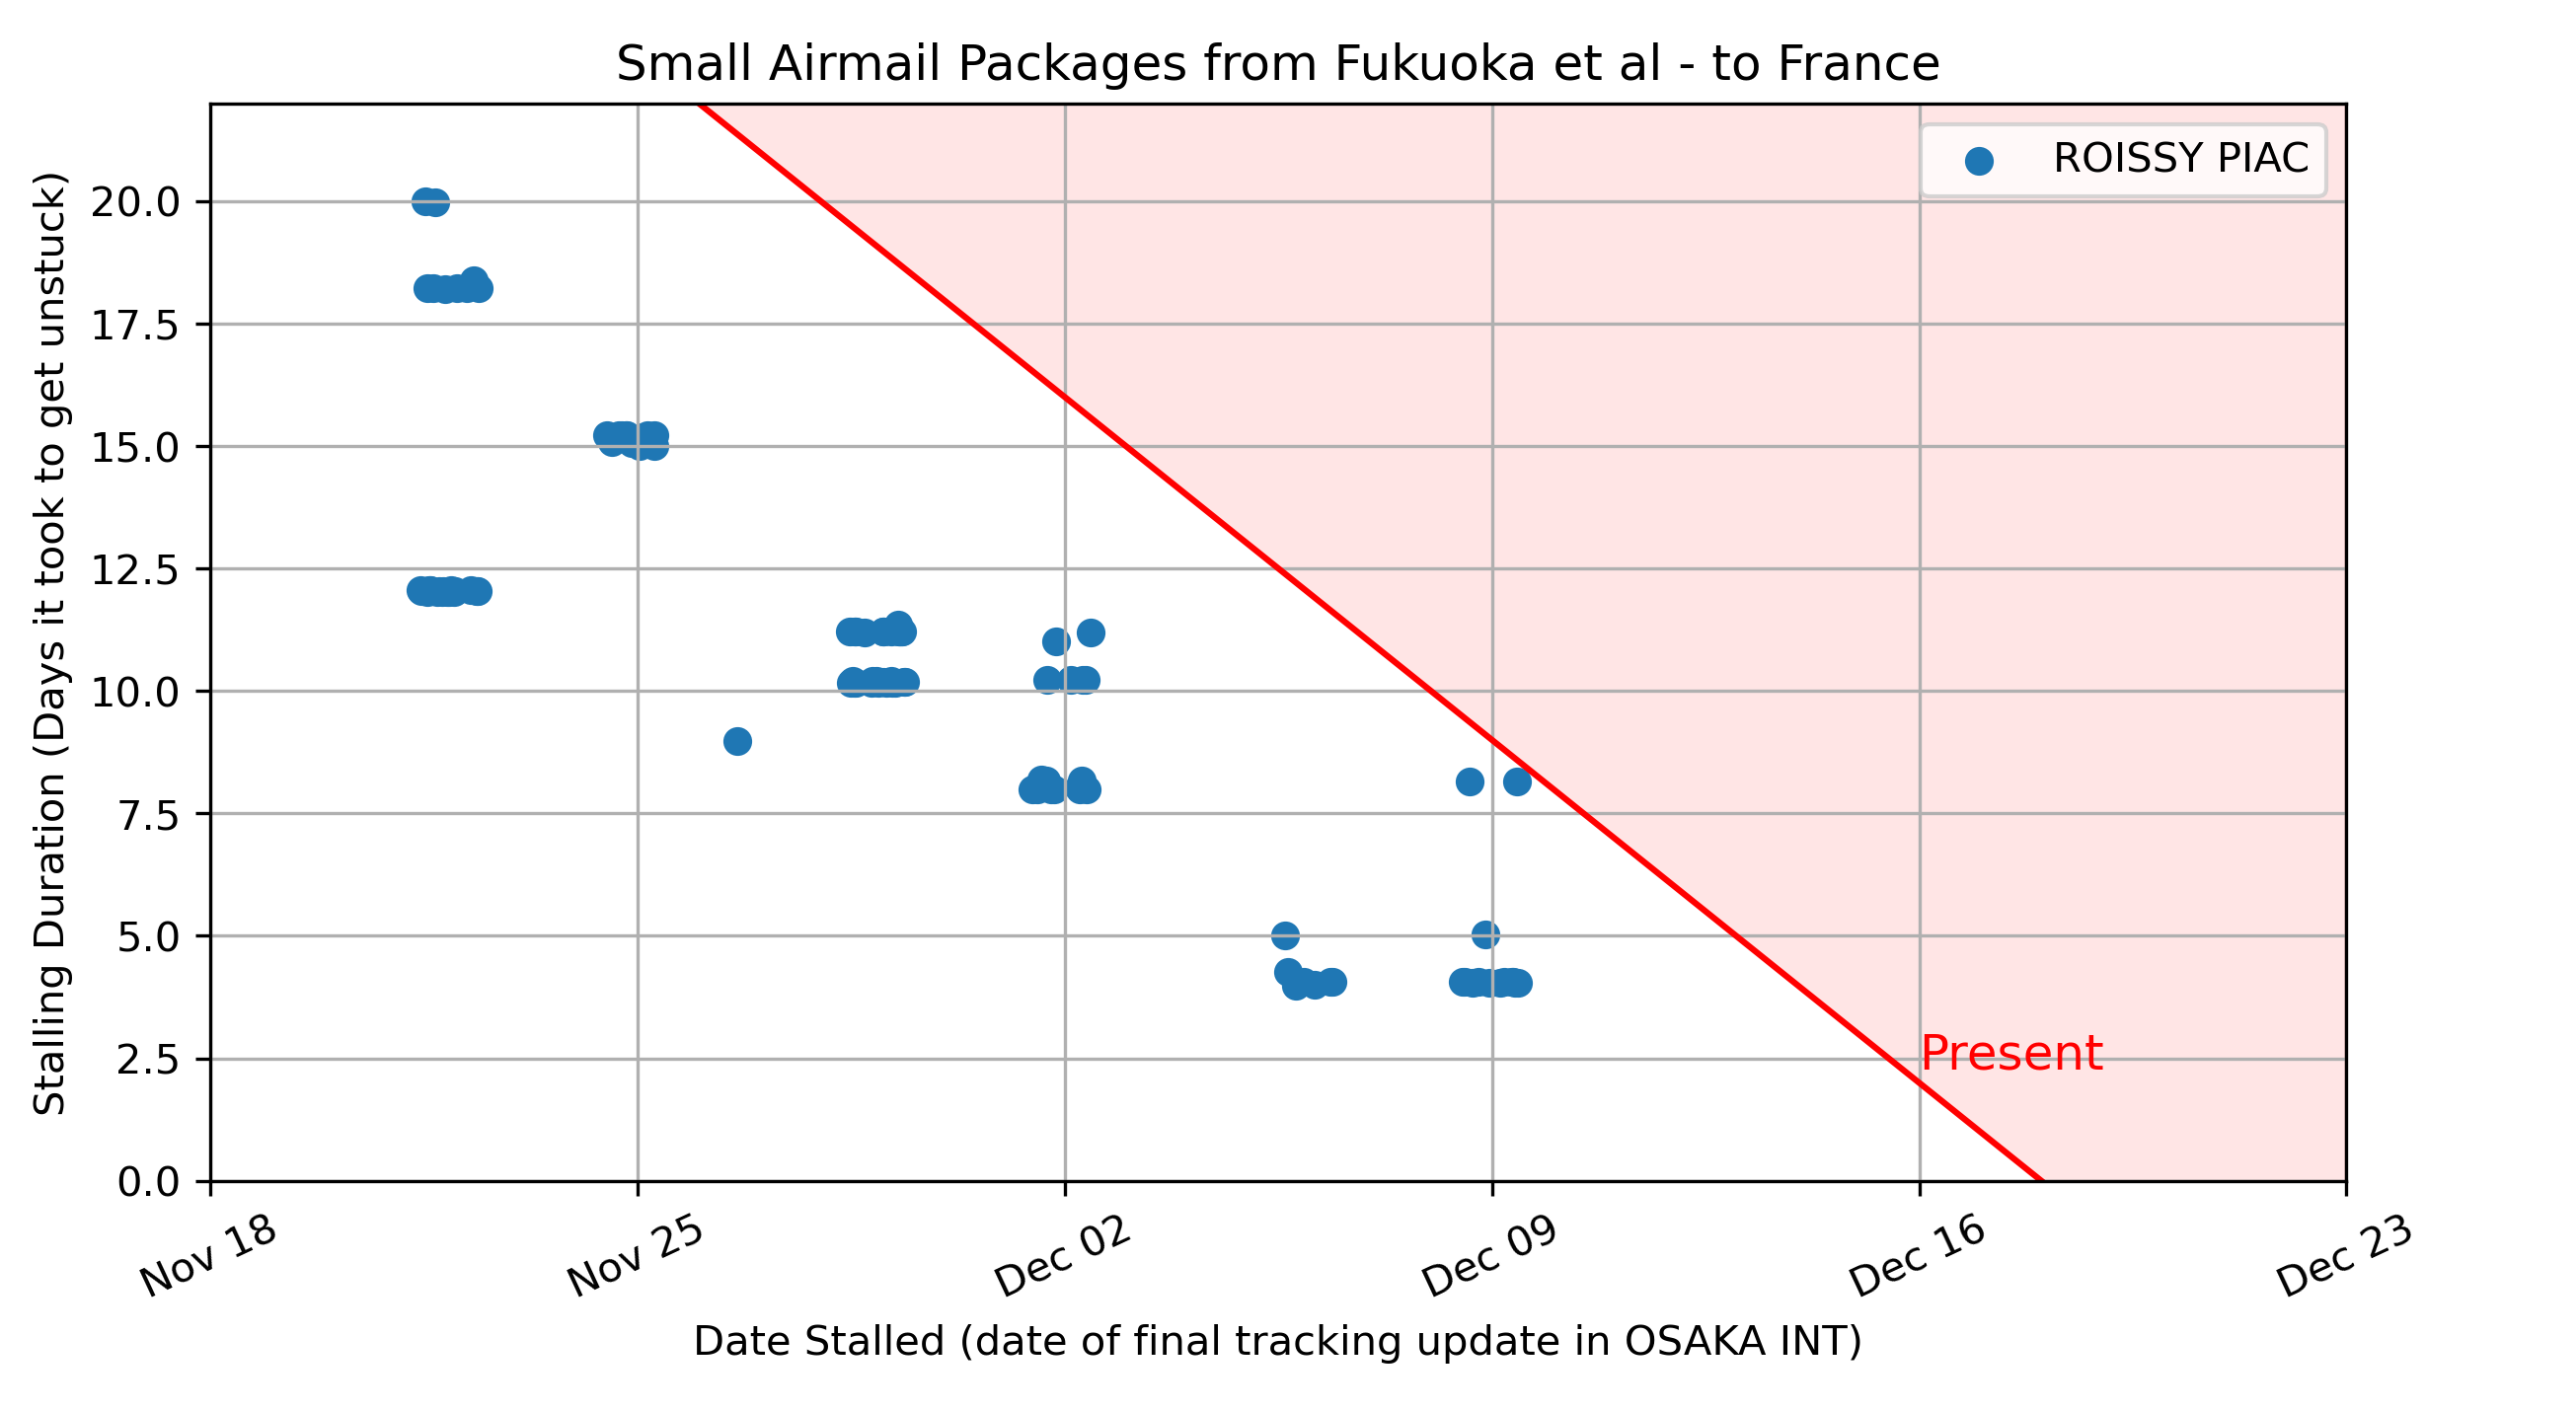 Small Airmail Packages from Fukuoka et al - to France
ROISSY PIAC
Stalling Duration (Days it took to get unstuck)
20.0
17.5
15.0
12.5
10.0
7.5
5.0
2.5
0.0
Present
Nov 18
Nov 25
Dec 02
Dec 09
Dec 16
Dec 23
Date Stalled (date of final tracking update in OSAKA INT)